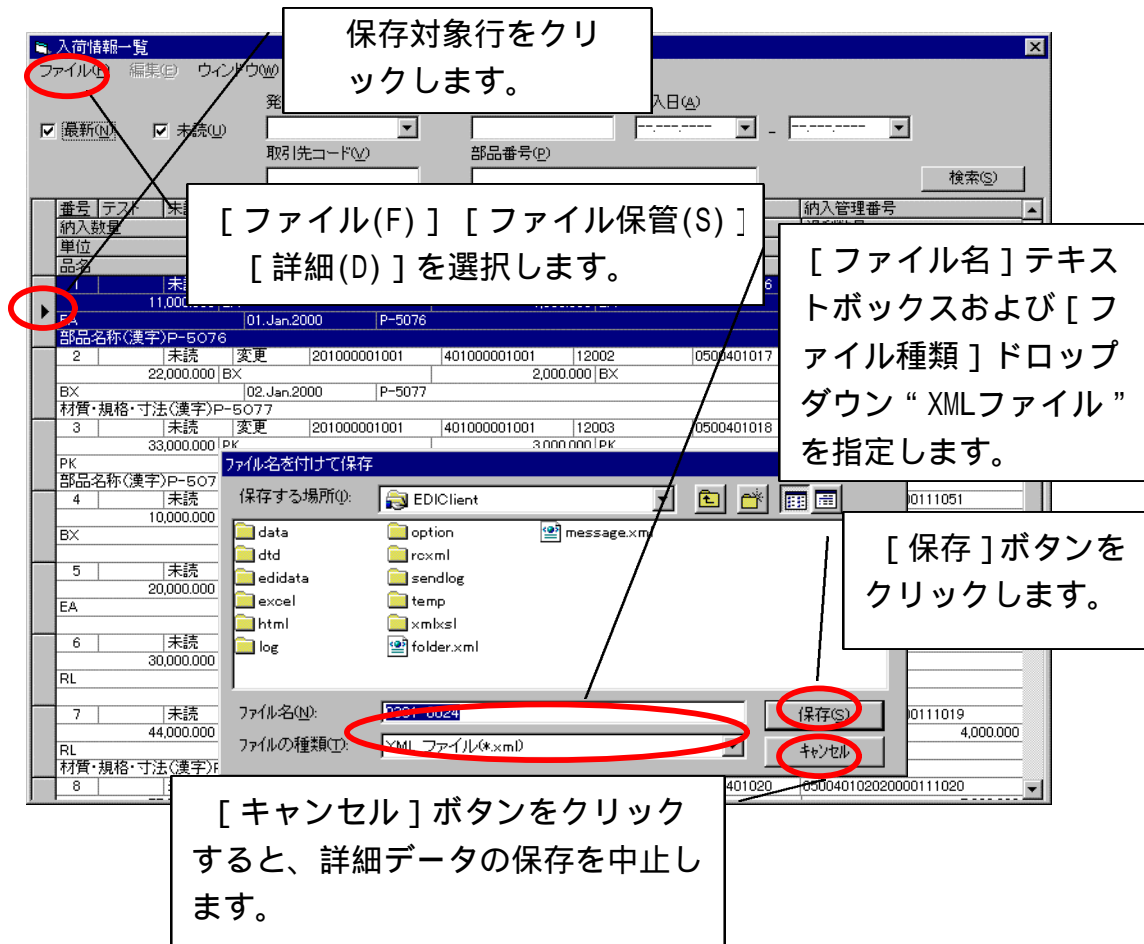 保存対象行をクリ
ックします。
入荷情報一覧
ファイル(F) 編集(E) ウィンドウ(W)
発
入日(A)
最新(N) 未読(U)
--.---.---- - --.---.----
取引先コード(V) 部品番号(P)
検索(S)
[ファイル(F)] [ファイル保管(S)]
[詳細(D)]を選択します。
番号 テスト 未 納入管理番号
納入数量
単位
品名
[ファイル名]テキス
トボックスおよび[フ
ァイル種類]ドロップ
ダウン“XMLファイル”
を指定します。
1 未
11,000.000
EA 01.Jan.2000 P-5076
部品名称(漢字)P-5076
2 未読 変更 201000001001 401000001001 12002 0500401017
22,000.000 BX 2,000.000 BX
BX 02.Jan.2000 P-5077
材質・規格・寸法(漢字)P-5077
3 未読 変更 201000001001 401000001001 12003 0500401018
33,000.000 PK 3,000.000 PK
PK
部品名称(漢字)P-507
4 未読 00111051
10,000.000
BX
5 未読
20,000.000
EA
6 未読
30,000.000
RL
7 未読 00111019
44,000.000 4,000.000
RL
材質・規格・寸法(漢字)
8 401020 050040102020000111020
ファイル名を付けて保存
保存する場所(I): EDIClient
data option message.xml
dtd rcxml
edidata sendlog
excel temp
html xmlxsl
log folder.xml
ファイル名(N): 保存(S)
ファイルの種類(T): XML ファイル(*.xml) キャンセル
[保存]ボタンを
クリックします。
[キャンセル]ボタンをクリック
すると、詳細データの保存を中止し
ます。